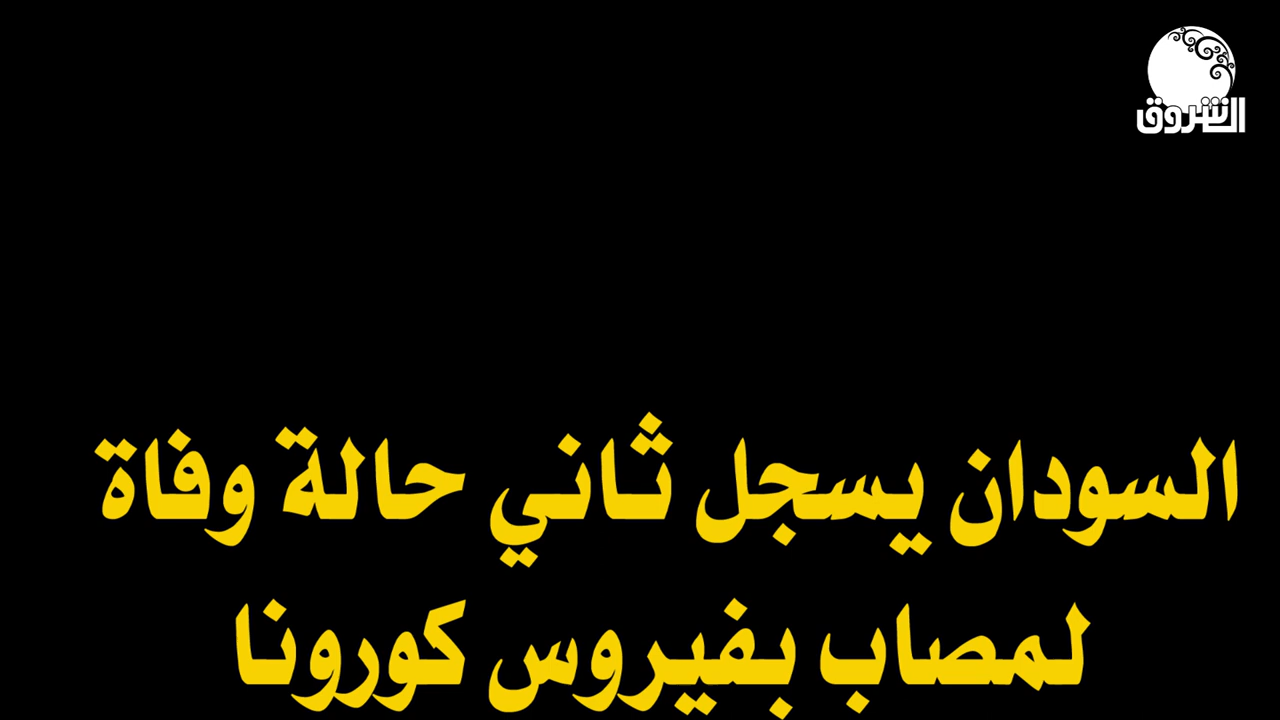 الشروق
السودان يسجل ثاني حالة وفاة
لمصاب بفيروس كورونا